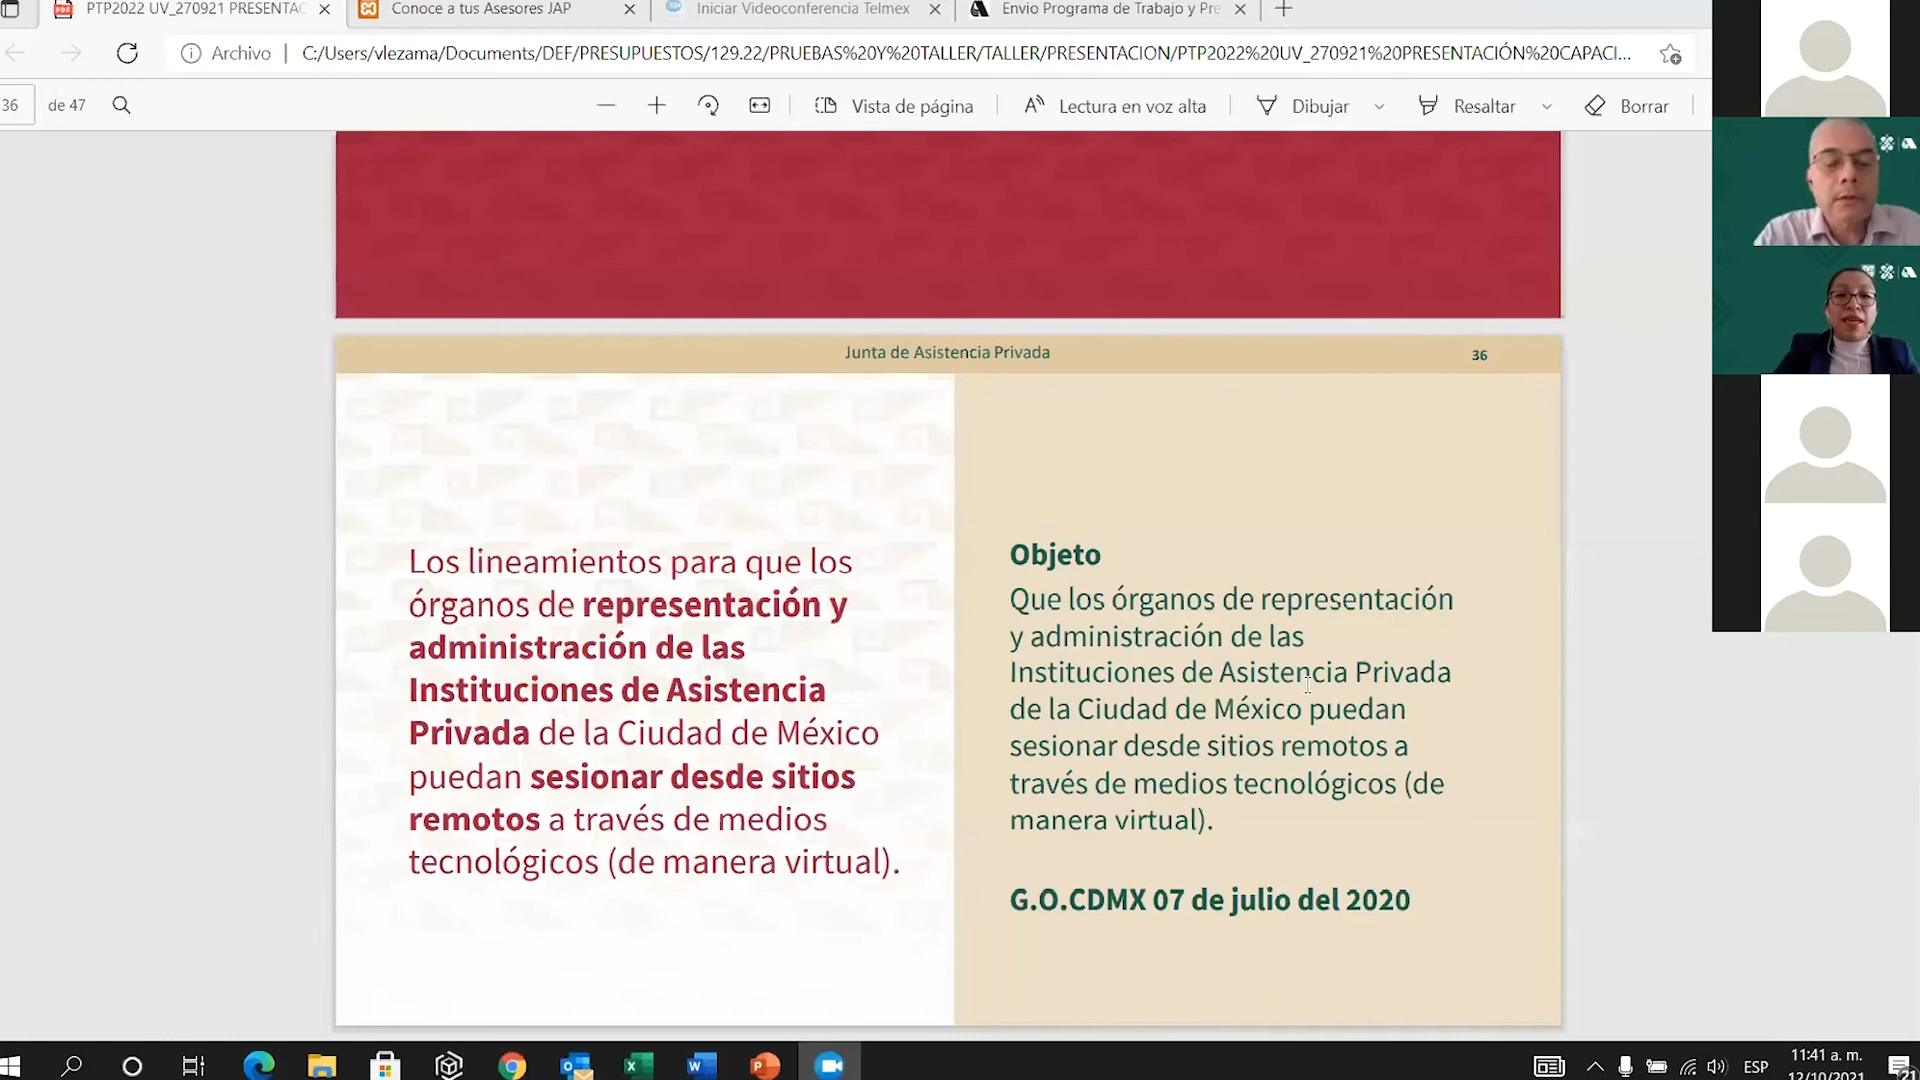 PTP2022 UV_270921 PRESENTAC
Conoce a tus Asesores JAP
Iniciar Videoconferencia Telmex
Envio Programa de Trabajo y Pre
Archivo
C:/Users/vlezama/Documents/DEF/PRESUPUESTOS/129.22/PRUEBAS%20Y%20TALLER/TALLER/PRESENTACION/PTP2022%20UV_270921%20PRESENTACIÓN%20CAPACI...
36 de 47
Vista de página
Lectura en voz alta
Dibujar
Resaltar
Borrar
Junta de Asistencia Privada
36
Los lineamientos para que los
órganos de representación y
administración de las
Instituciones de Asistencia
Privada de la Ciudad de México
puedan sesionar desde sitios
remotos a través de medios
tecnológicos (de manera virtual).
Objeto
Que los órganos de representación
y administración de las
Instituciones de Asistencia Privada
de la Ciudad de México puedan
sesionar desde sitios remotos a
través de medios tecnológicos (de
manera virtual).
G.O.CDMX 07 de julio del 2020
ESP
11:41 a. m.
12/10/2021
21